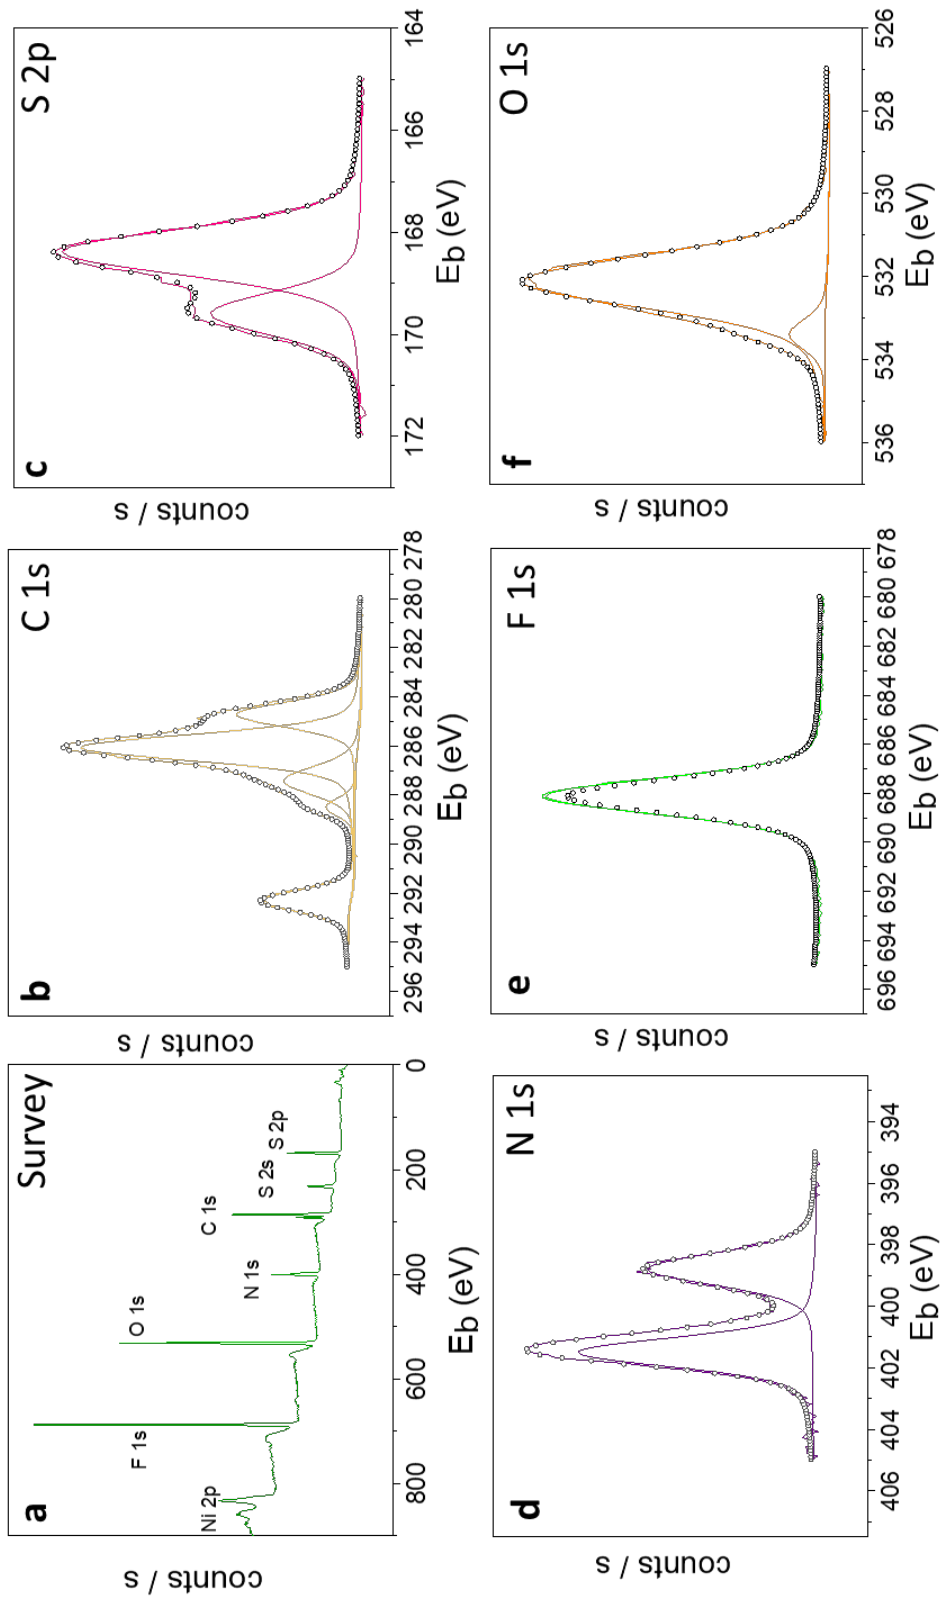 a
Survey
counts / s
Ni 2p
F 1s
O 1s
N 1s
C 1s
S 2s
S 2p
800 600 400 200 0
Eb (eV)
b
C 1s
counts / s
296 294 292 290 288 286 284 282 280 278
Eb (eV)
c
S 2p
counts / s
172 170 168 166 164
Eb (eV)
d
N 1s
counts / s
406 404 402 400 398 396 394
Eb (eV)
e
F 1s
counts / s
696 694 692 690 688 686 684 682 680 678
Eb (eV)
f
O 1s
counts / s
536 534 532 530 528 526
Eb (eV)